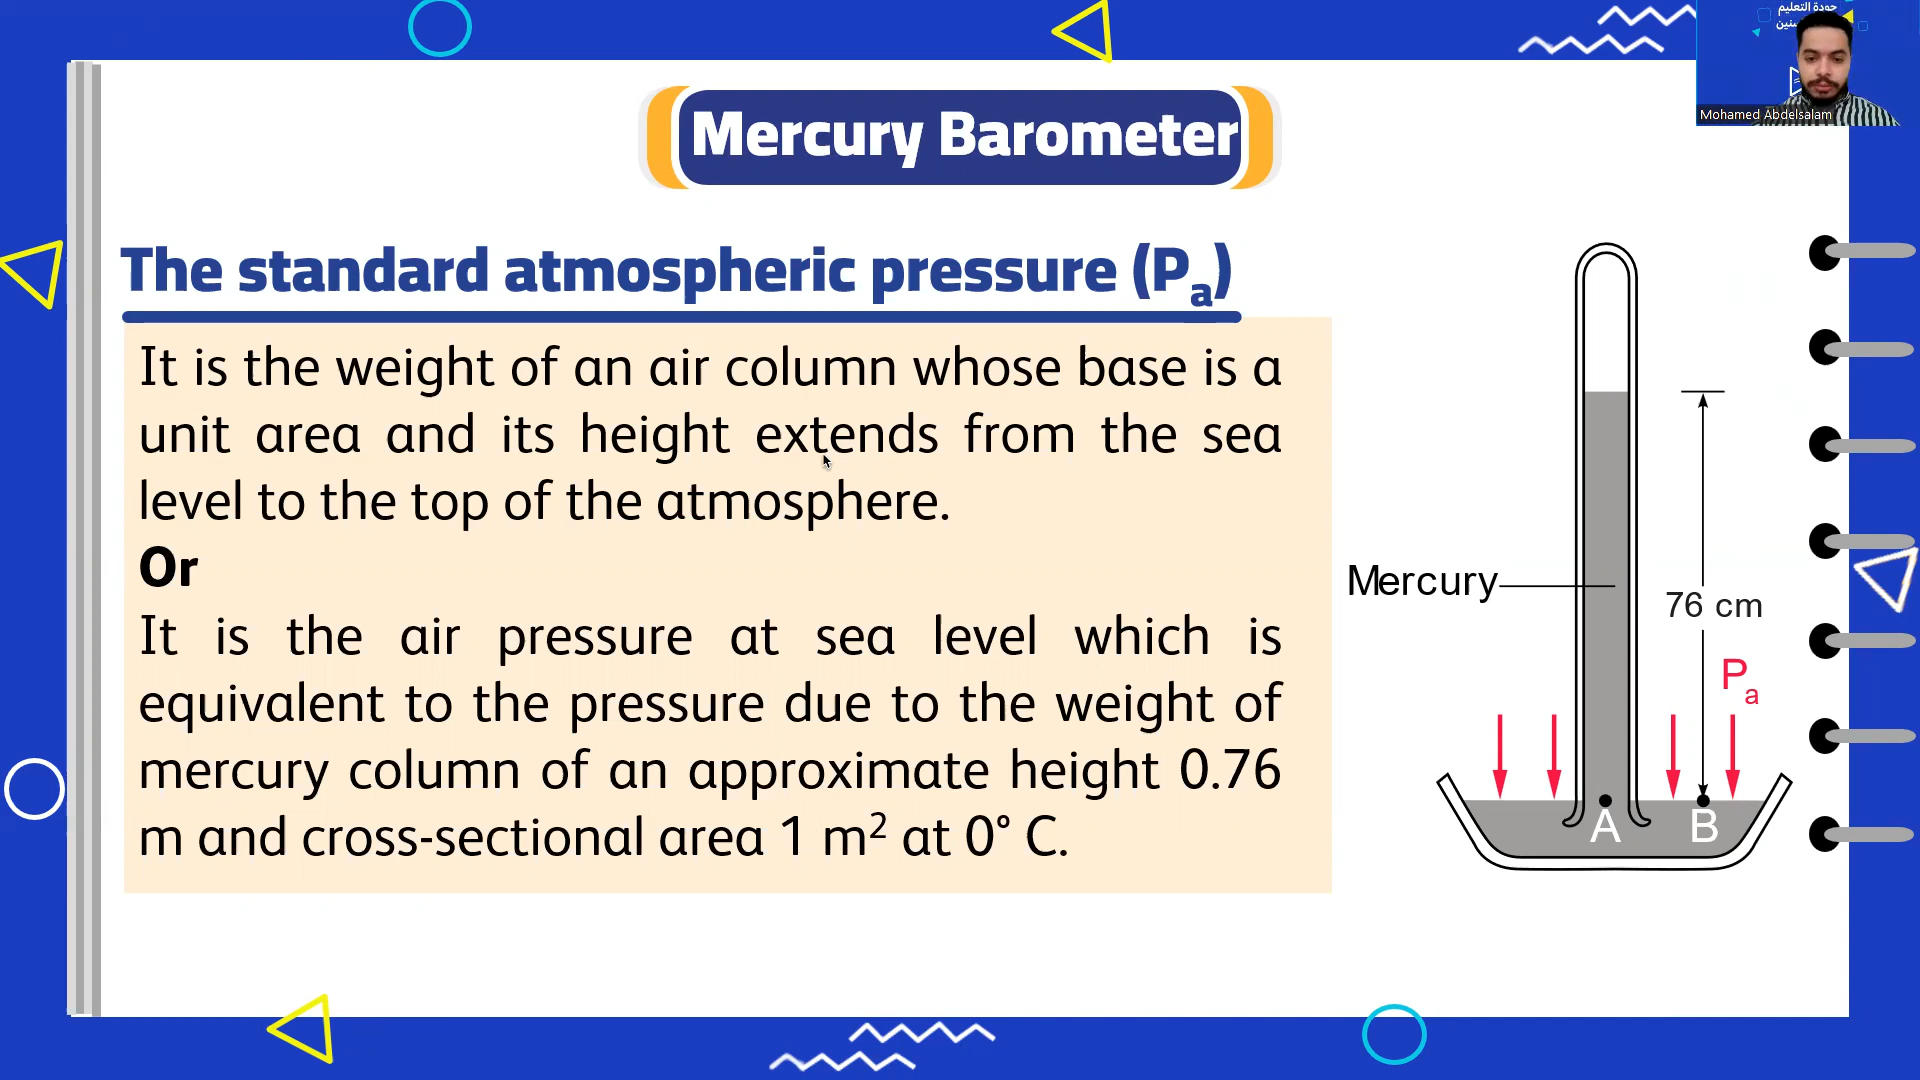 Mercury Barometer
The standard atmospheric pressure (Pa)
It is the weight of an air column whose base is a
unit area and its height extends from the sea
level to the top of the atmosphere.
Or
It is the air pressure at sea level which is
equivalent to the pressure due to the weight of
mercury column of an approximate height 0.76
m and cross-sectional area 1 m² at 0° C.
Mercury
76 cm
Pa
A
B
جودة التعليم
Mohamed Abdelsalam